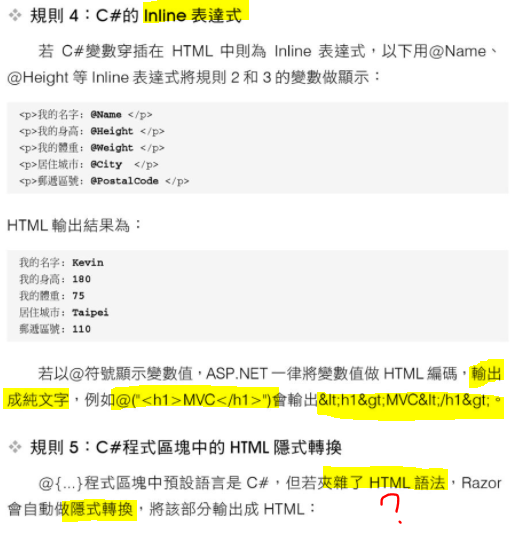 ❖ 規則 4：C#的 Inline 表達式
若 C#變數穿插在 HTML 中則為 Inline 表達式，以下用@Name、
@Height 等 Inline 表達式將規則 2 和 3 的變數做顯示：
<p>我的名字: @Name </p>
<p>我的身高: @Height </p>
<p>我的體重: @Weight </p>
<p>居住城市: @City  </p>
<p>郵遞區號: @PostalCode </p>
HTML 輸出結果為：
我的名字: Kevin
我的身高: 180
我的體重: 75
居住城市: Taipei
郵遞區號: 110
若以@符號顯示變數值，ASP.NET 一律將變數值做 HTML 編碼，輸出
成純文字，例如@("<h1>MVC</h1>")會輸出&lt;h1&gt;MVC&lt;/h1&gt;。
❖ 規則 5：C#程式區塊中的 HTML 隱式轉換
@{...}程式區塊中預設語言是 C#，但若夾雜了 HTML 語法，Razor
會自動做隱式轉換，將該部分輸出成 HTML：
?